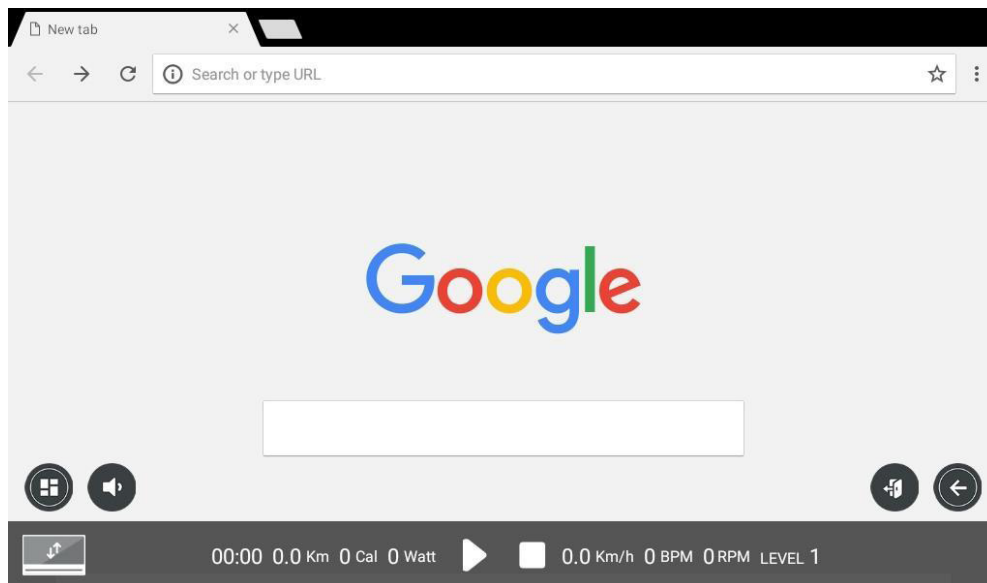 New tab
Search or type URL
Google
00:00 0.0 Km 0 Cal 0 Watt 0.0 Km/h 0 BPM 0 RPM LEVEL 1